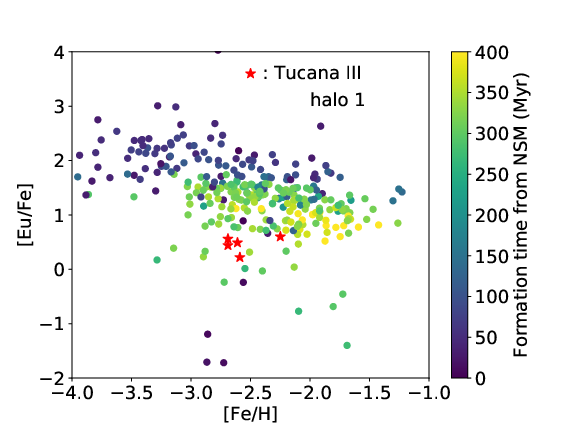 4
3
2
1
0
−1
−2
[Eu/Fe]
★ : Tucana III
halo 1
−4.0 −3.5 −3.0 −2.5 −2.0 −1.5 −1.0
[Fe/H]
400
350
300
250
200
150
100
50
0
Formation time from NSM (Myr)